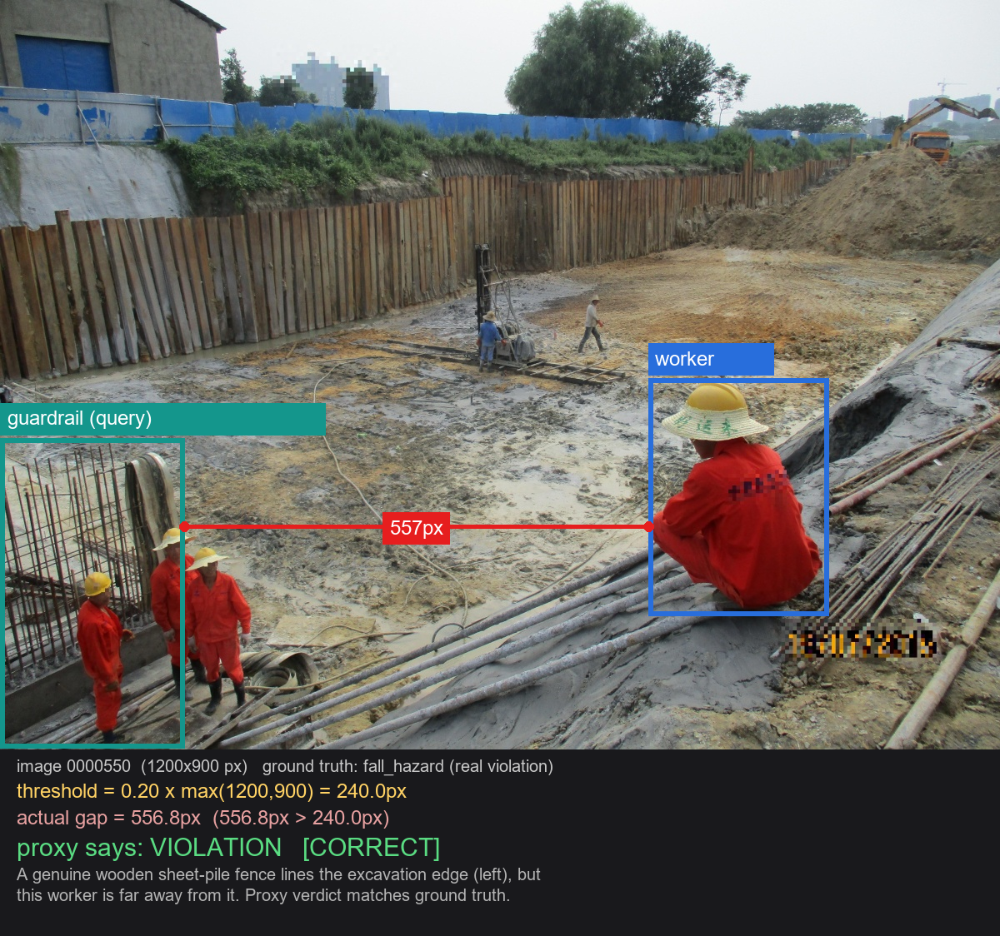 worker
guardrail (query)
557px
image 0000550 (1200x900 px) ground truth: fall_hazard (real violation)
threshold = 0.20 x max(1200,900) = 240.0px
actual gap = 556.8px (556.8px > 240.0px)
proxy says: VIOLATION [CORRECT]
A genuine wooden sheet-pile fence lines the excavation edge (left), but
this worker is far away from it. Proxy verdict matches ground truth.